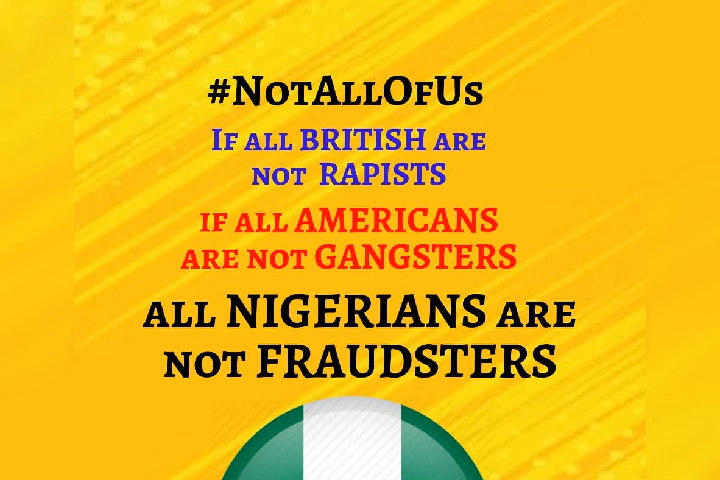 #NotAllOfUs
If all BRITISH are
not RAPISTS
if all AMERICANS
are not GANGSTERS
all NIGERIANS are
not FRAUDSTERS